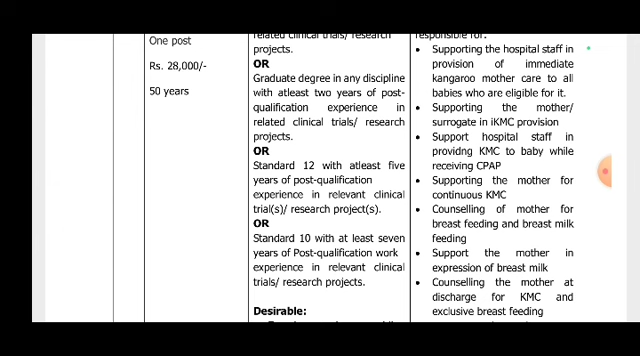 One post
Rs. 28,000/-
50 years
related clinical trials/ research
projects.
OR
Graduate degree in any discipline
with atleast two years of post-
qualification experience in
related clinical trials/ research
projects.
OR
Standard 12 with atleast five
years of post-qualification
experience in relevant clinical
trial(s)/ research project(s).
OR
Standard 10 with at least seven
years of Post-qualification work
experience in relevant clinical
trials/ research projects.
Desirable:
responsible for:
• Supporting the hospital staff in
provision of immediate
kangaroo mother care to all
babies who are eligible for it.
• Supporting the mother/
surrogate in iKMC provision
• Support hospital staff in
providng KMC to baby while
receiving CPAP
• Supporting the mother for
continuous KMC
• Counselling of mother for
breast feeding and breast milk
feeding
• Support the mother in
expression of breast milk
• Counselling the mother at
discharge for KMC and
exclusive breast feeding